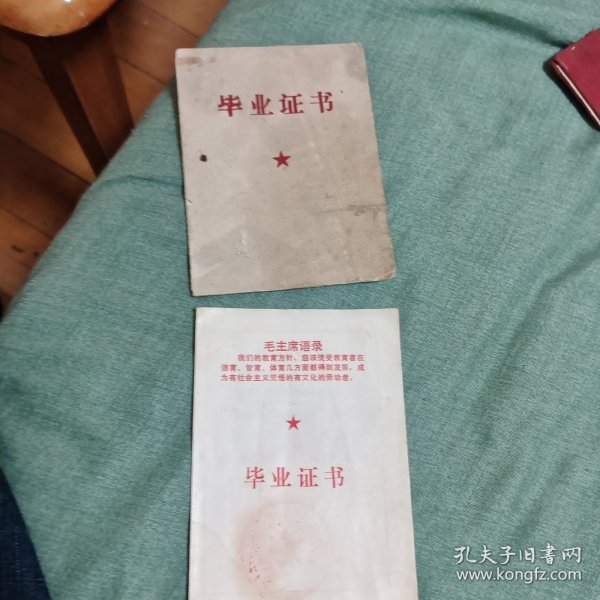 毕业证书
毛主席语录
我们的教育方针，应该使受教育者在
德育、智育、体育几方面都得到发展，成
为有社会主义觉悟的有文化的劳动者。
毕业证书
孔夫子旧书网
www.kongfz.com